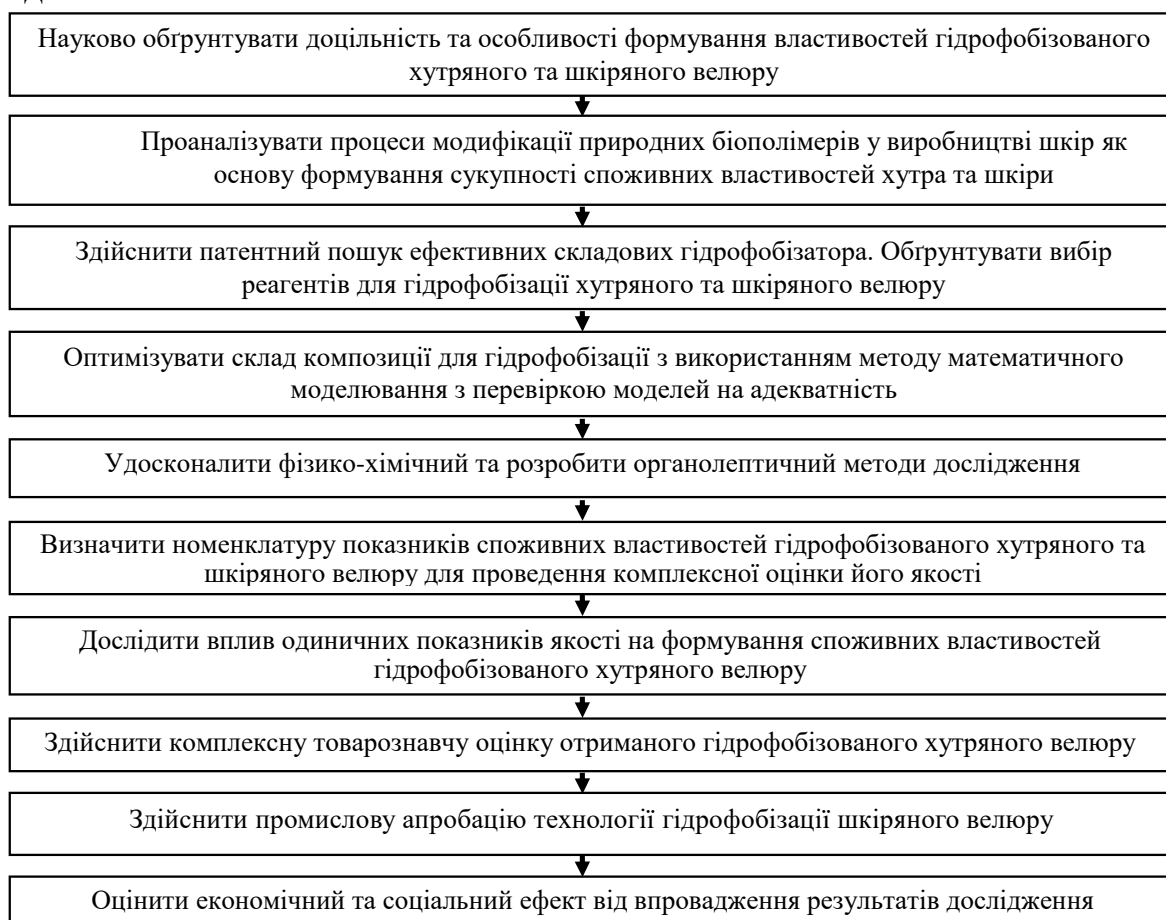 Науково обґрунтувати доцільність та особливості формування властивостей гідрофобізованого
хутряного та шкіряного велюру
Проаналізувати процеси модифікації природних біополімерів у виробництві шкір як
основу формування сукупності споживних властивостей хутра та шкіри
Здійснити патентний пошук ефективних складових гідрофобізатора. Обґрунтувати вибір
реагентів для гідрофобізації хутряного та шкіряного велюру
Оптимізувати склад композиції для гідрофобізації з використанням методу математичного
моделювання з перевіркою моделей на адекватність
Удосконалити фізико-хімічний та розробити органолептичний методи дослідження
Визначити номенклатуру показників споживних властивостей гідрофобізованого хутряного та
шкіряного велюру для проведення комплексної оцінки його якості
Дослідити вплив одиничних показників якості на формування споживних властивостей
гідрофобізованого хутряного велюру
Здійснити комплексну товарознавчу оцінку отриманого гідрофобізованого хутряного велюру
Здійснити промислову апробацію технології гідрофобізації шкіряного велюру
Оцінити економічний та соціальний ефект від впровадження результатів дослідження